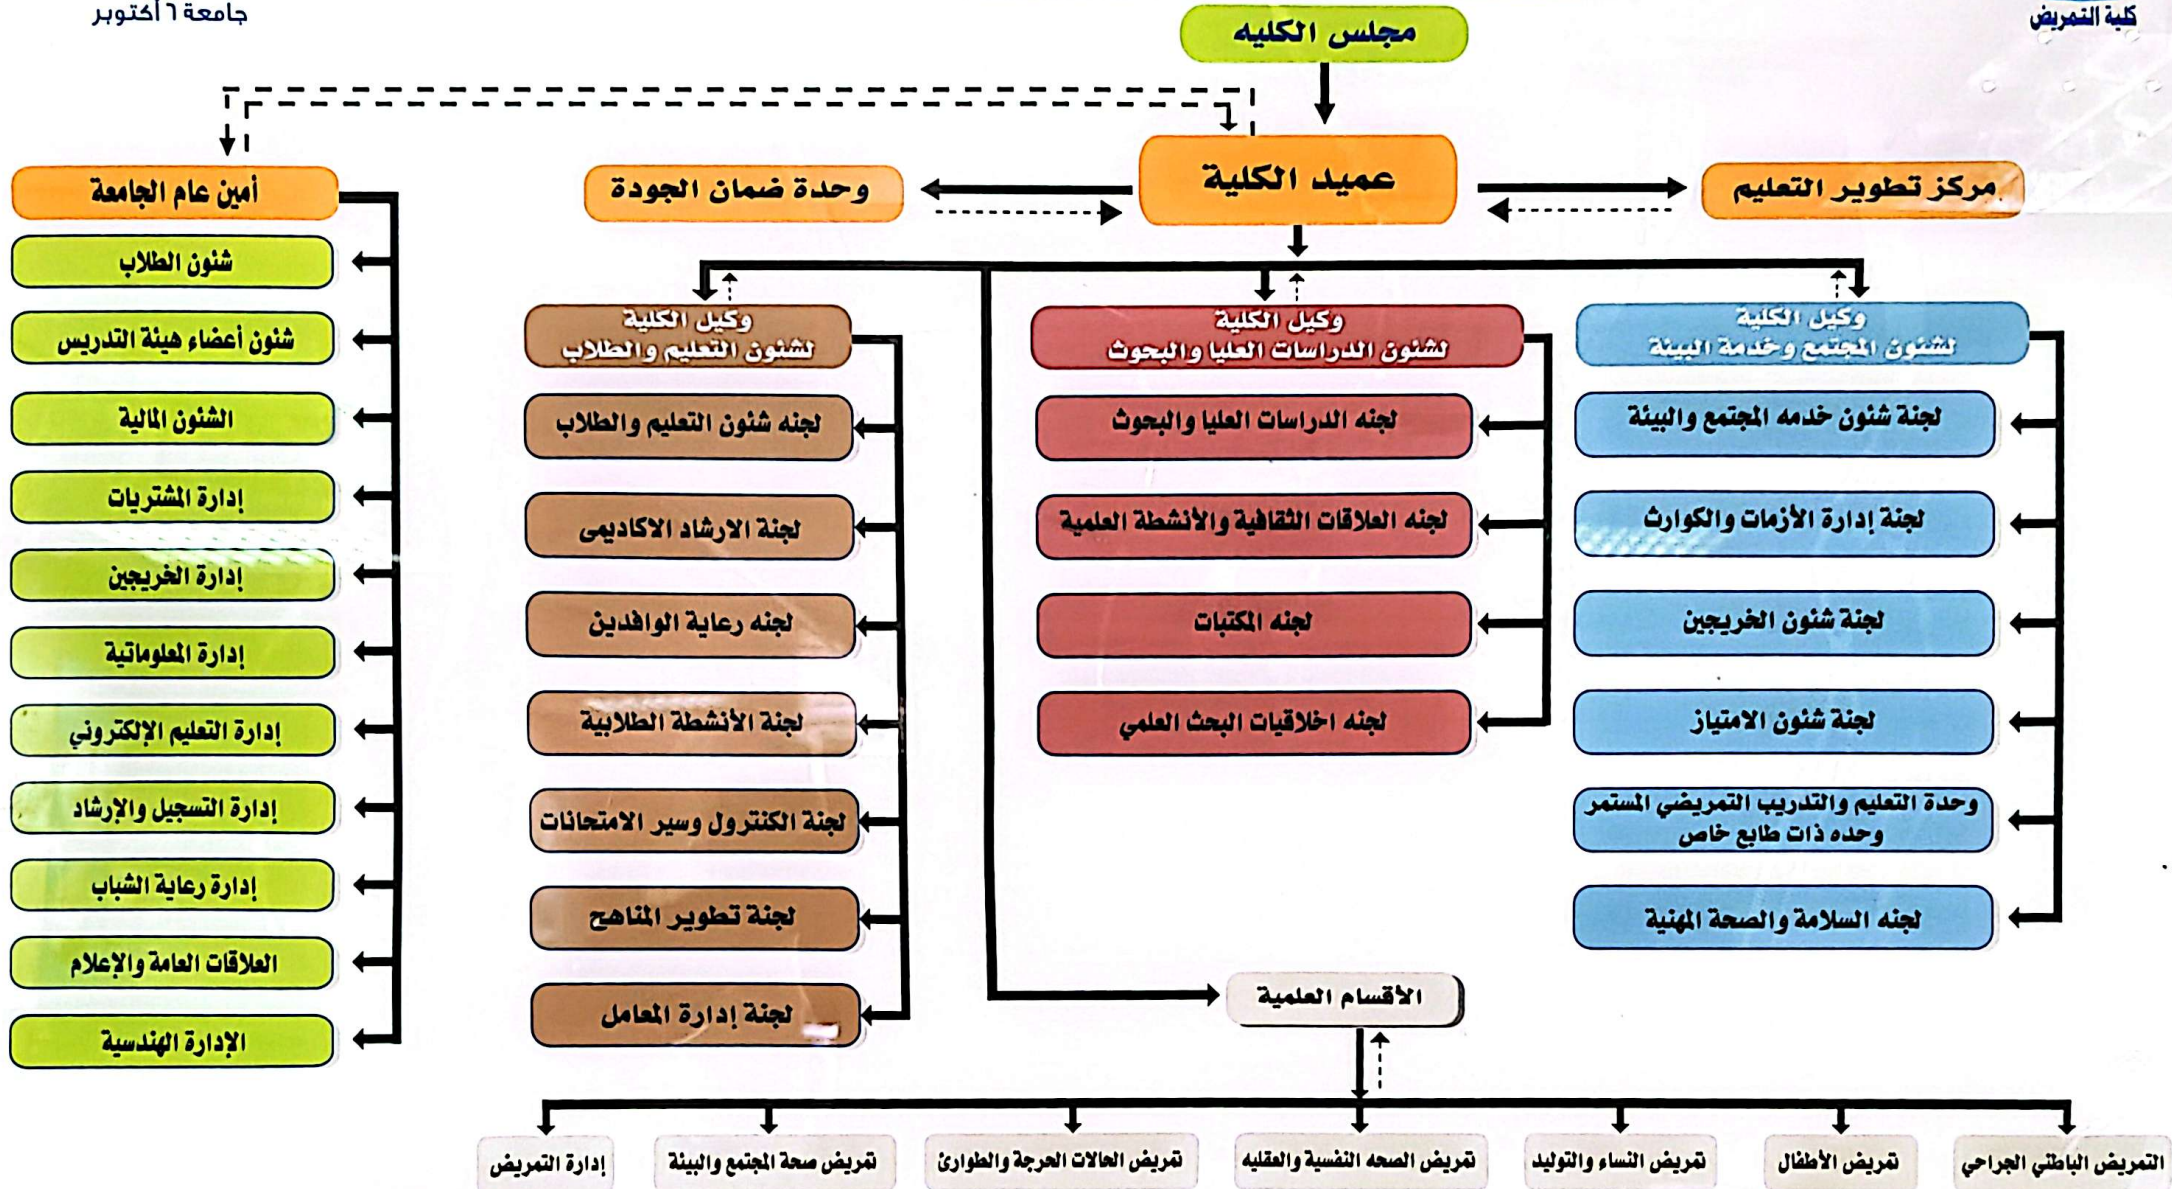 كلية التمريض
جامعة ٦ أكتوبر
مجلس الكليه
عميد الكلية
مركز تطوير التعليم
وحدة ضمان الجودة
أمين عام الجامعة
وكيل الكلية
لشئون المجتمع وخدمة البيئة
لجنة شئون خدمه المجتمع والبيئة
لجنة إدارة الأزمات والكوارث
لجنة شئون الخريجين
لجنة شئون الامتياز
وحدة التعليم والتدريب التمريضي المستمر
وحده ذات طابع خاص
لجنه السلامة والصحة المهنية
وكيل الكلية
لشئون الدراسات العليا والبحوث
لجنه الدراسات العليا والبحوث
لجنه العلاقات الثقافية والأنشطة العلمية
لجنه المكتبات
لجنه اخلاقيات البحث العلمي
وكيل الكلية
لشئون التعليم والطلاب
لجنه شئون التعليم والطلاب
لجنة الارشاد الاكاديمى
لجنه رعاية الوافدين
لجنة الأنشطة الطلابية
لجنة الكنترول وسير الامتحانات
لجنة تطوير المناهج
لجنة إدارة المعامل
شئون الطلاب
شئون أعضاء هيئة التدريس
الشئون المالية
إدارة المشتريات
إدارة الخريجين
إدارة المعلوماتية
إدارة التعليم الإلكتروني
إدارة التسجيل والإرشاد
إدارة رعاية الشباب
العلاقات العامة والإعلام
الإدارة الهندسية
الأقسام العلمية
التمريض الباطني الجراحي
تمريض الأطفال
تمريض النساء والتوليد
تمريض الصحه النفسية والعقليه
تمريض الحالات الحرجة والطوارئ
تمريض صحة المجتمع والبيئة
إدارة التمريض